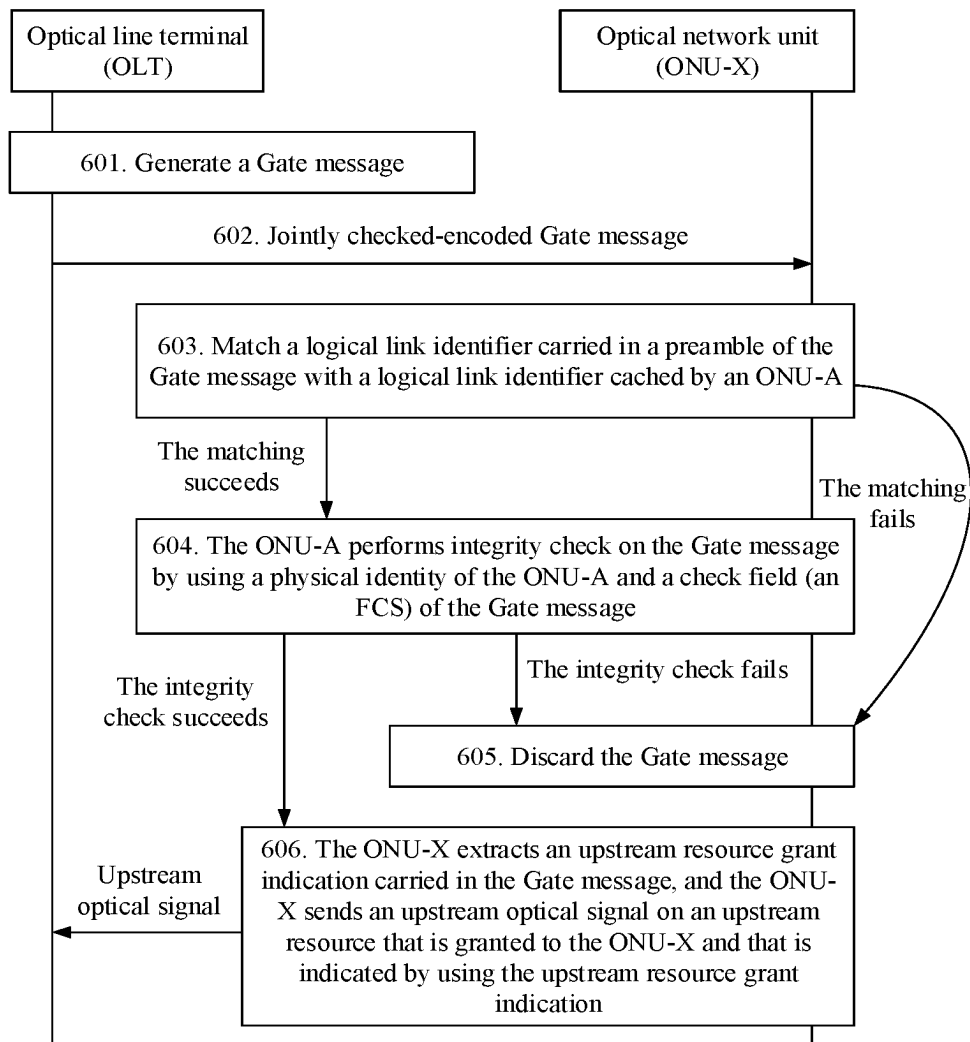 Optical line terminal
(OLT)
Optical network unit
(ONU-X)
601. Generate a Gate message
602. Jointly checked-encoded Gate message
603. Match a logical link identifier carried in a preamble of the
Gate message with a logical link identifier cached by an ONU-A
The matching
succeeds
The matching
fails
604. The ONU-A performs integrity check on the Gate message
by using a physical identity of the ONU-A and a check field (an
FCS) of the Gate message
The integrity
check succeeds
The integrity check fails
605. Discard the Gate message
606. The ONU-X extracts an upstream resource grant
indication carried in the Gate message, and the ONU-
X sends an upstream optical signal on an upstream
resource that is granted to the ONU-X and that is
indicated by using the upstream resource grant
indication
Upstream
optical signal